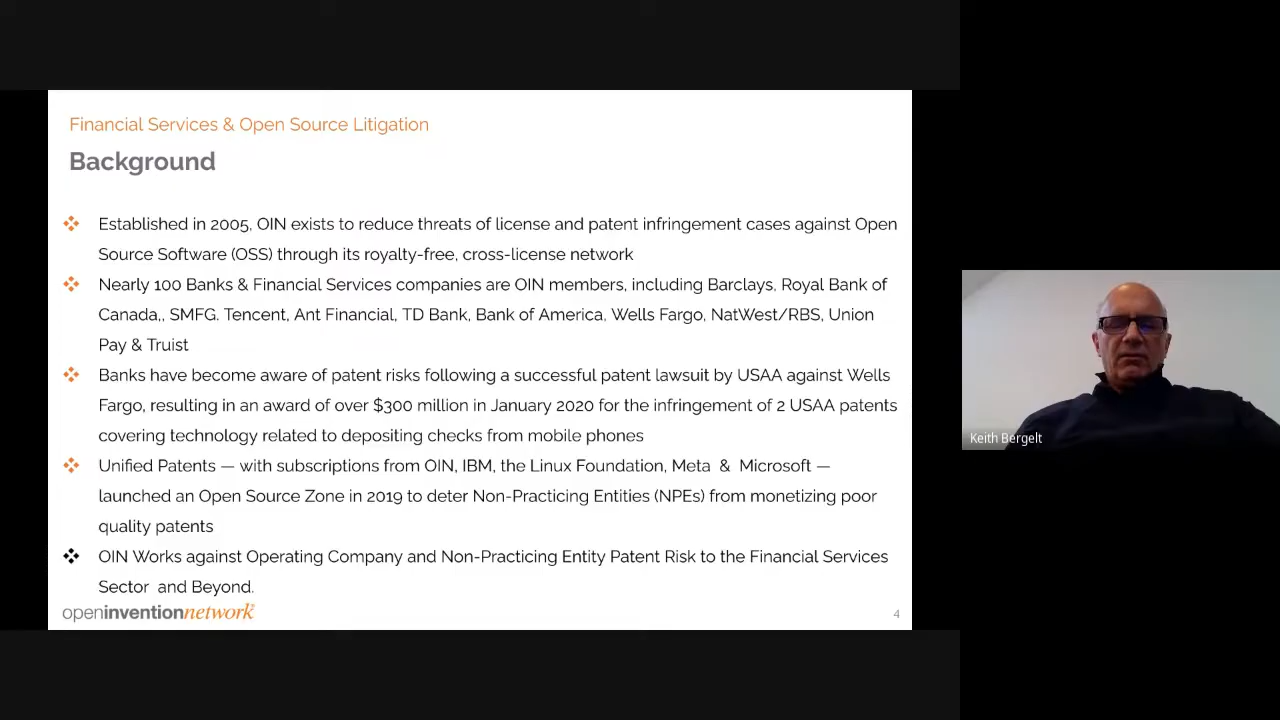 Financial Services & Open Source Litigation
Background
Established in 2005, OIN exists to reduce threats of license and patent infringement cases against Open
Source Software (OSS) through its royalty-free, cross-license network
Nearly 100 Banks & Financial Services companies are OIN members, including Barclays, Royal Bank of
Canada,, SMFG. Tencent, Ant Financial, TD Bank, Bank of America, Wells Fargo, NatWest/RBS, Union
Pay & Truist
Banks have become aware of patent risks following a successful patent lawsuit by USAA against Wells
Fargo, resulting in an award of over $300 million in January 2020 for the infringement of 2 USAA patents
covering technology related to depositing checks from mobile phones
Unified Patents — with subscriptions from OIN, IBM, the Linux Foundation, Meta & Microsoft —
launched an Open Source Zone in 2019 to deter Non-Practicing Entities (NPEs) from monetizing poor
quality patents
OIN Works against Operating Company and Non-Practicing Entity Patent Risk to the Financial Services
Sector and Beyond.
openinventionnetwork
4
Keith Bergelt